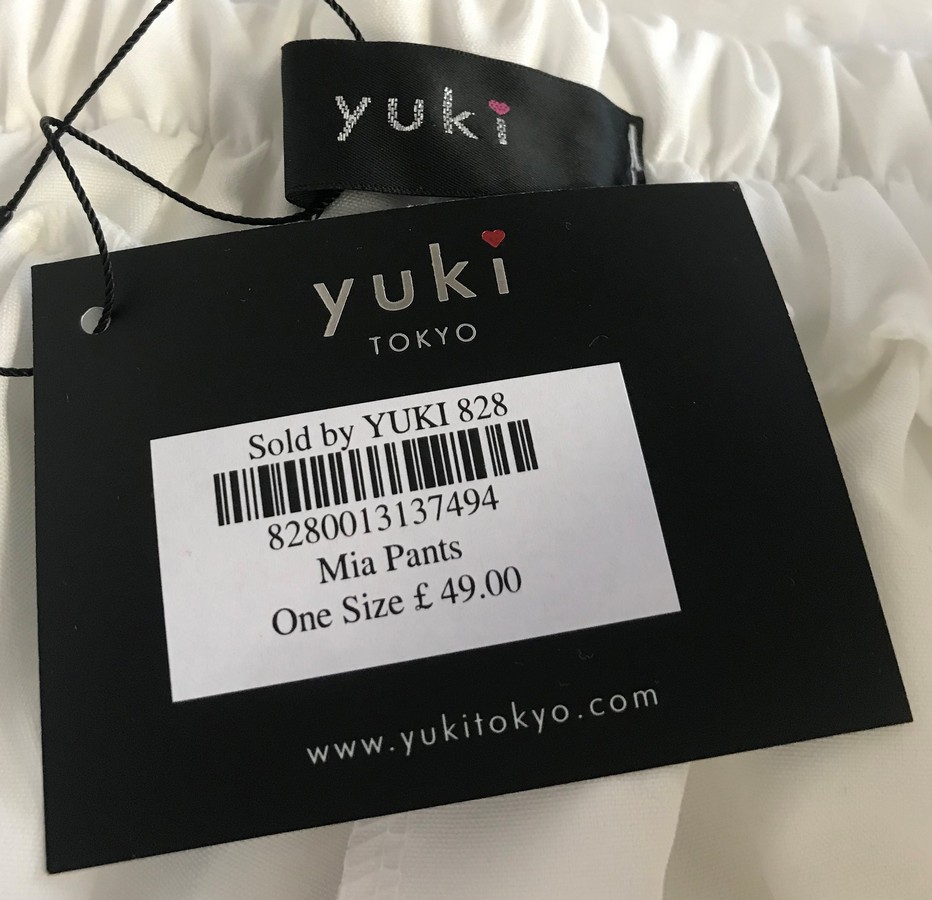 yuki
yuki
TOKYO
Sold by YUKI 828
8280013137494
Mia Pants
One Size £ 49.00
www.yukitokyo.com